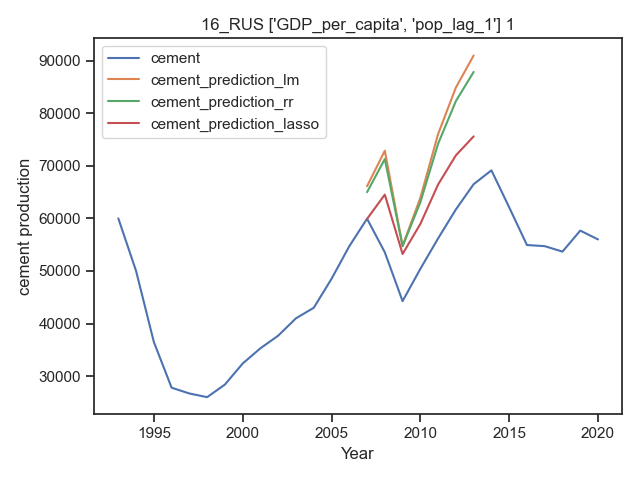 16_RUS ['GDP_per_capita', 'pop_lag_1'] 1
cement
cement_prediction_lm
cement_prediction_rr
cement_prediction_lasso
cement production
90000
80000
70000
60000
50000
40000
30000
1995
2000
2005
2010
2015
2020
Year